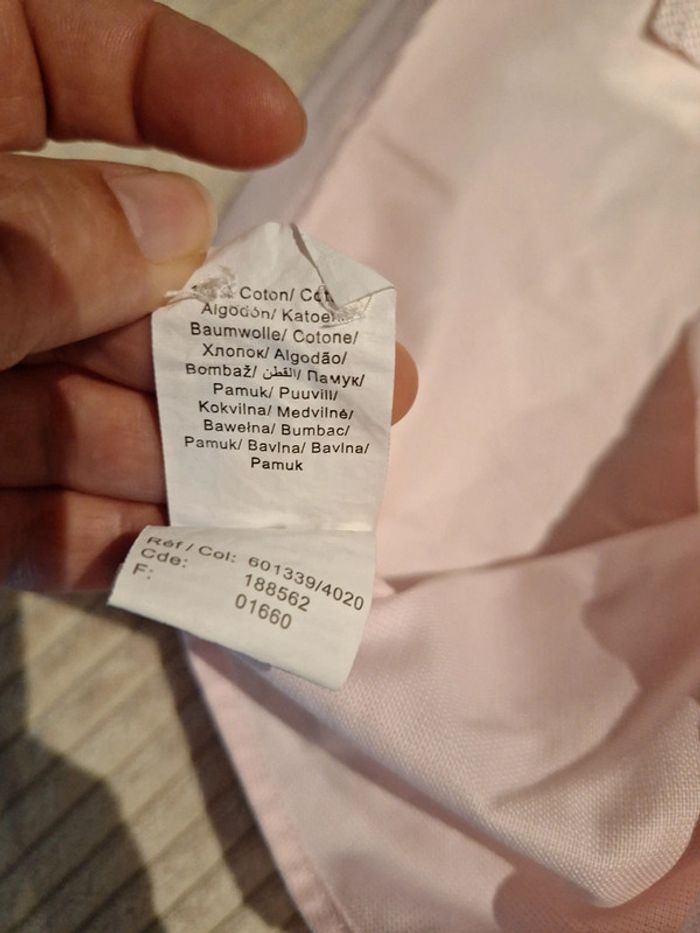 Coton/
Algodón/
Baumwolle/ Cotone/
Хлопок/ Algodão/
Bombaž/ القطن/ Памук/
Pamuk/ Puuvill/
Kokvilna/ Medvilnė/
Bawełna/ Bumbac/
Pamuk/ Bavlna/ Bavlna/
Pamuk
Réf / Col: 601339/4020
Cde: 188562
F: 01660